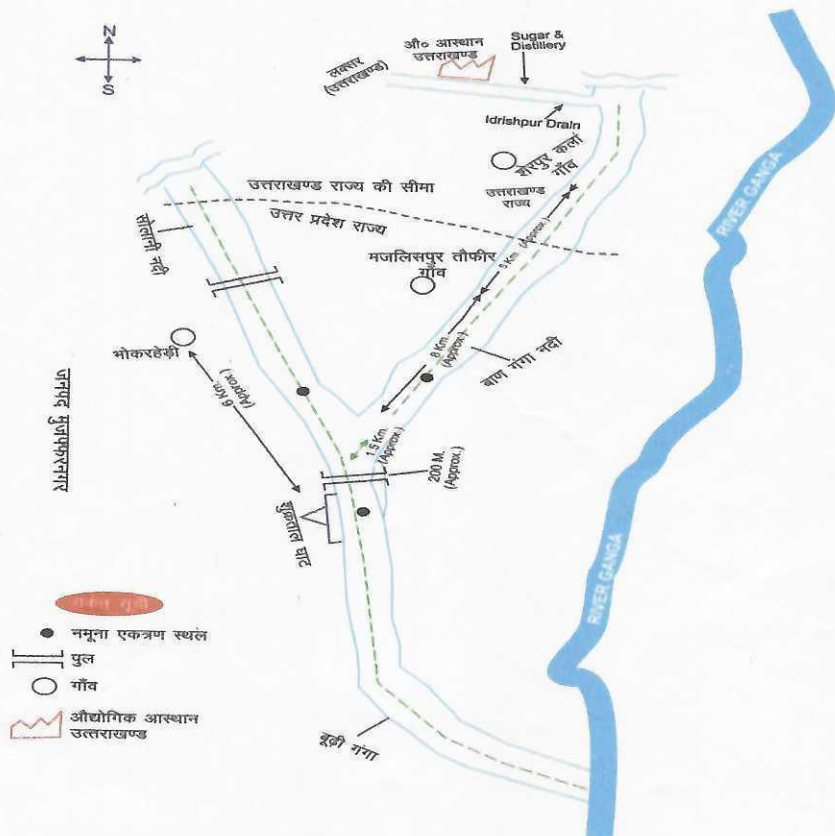 N
S
औ० आस्थान
उत्तराखण्ड
Sugar &
Distillery
लक्सर
(उत्तराखण्ड)
Idrishpur Drain
शेरपुर कलां
गाँव
उत्तराखण्ड
राज्य
उत्तराखण्ड राज्य की सीमा
उत्तर प्रदेश राज्य
सोलानी नदी
मजलिसपुर तौफीर
गाँव
5 Km (Approx.)
RIVER GANGA
8 Km.
(Approx.)
बाण गंगा नदी
भोकरहेड़ी
6 Km.
(Approx.)
जनपद मुजफ्फरनगर
1.5 Km.
(Approx.)
200 M.
(Approx.)
शुक्रताल घाट
RIVER GANGA
नमूना एकत्रण स्थल
पुल
गाँव
औद्योगिक आस्थान
उत्तराखण्ड
बूढ़ी गंगा